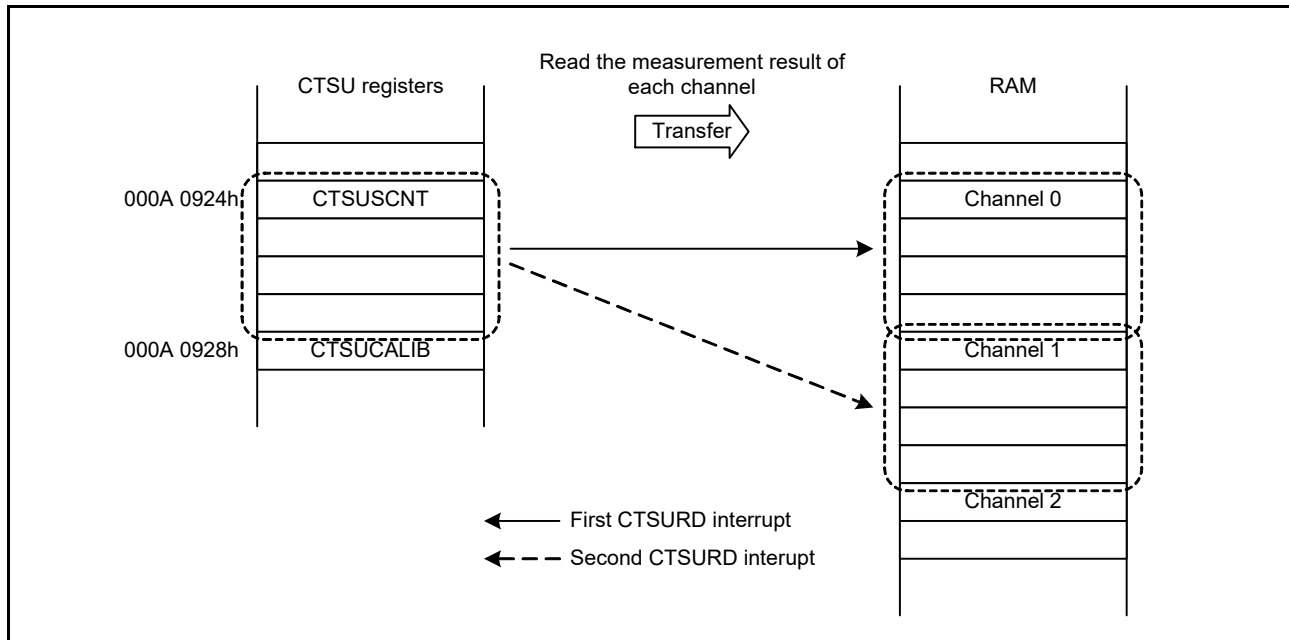 Read the measurement result of
each channel
CTSU registers
RAM
Transfer
000A 0924h
CTSUSCNT
Channel 0
000A 0928h
CTSUCALIB
Channel 1
Channel 2
First CTSURD interrupt
Second CTSURD interupt